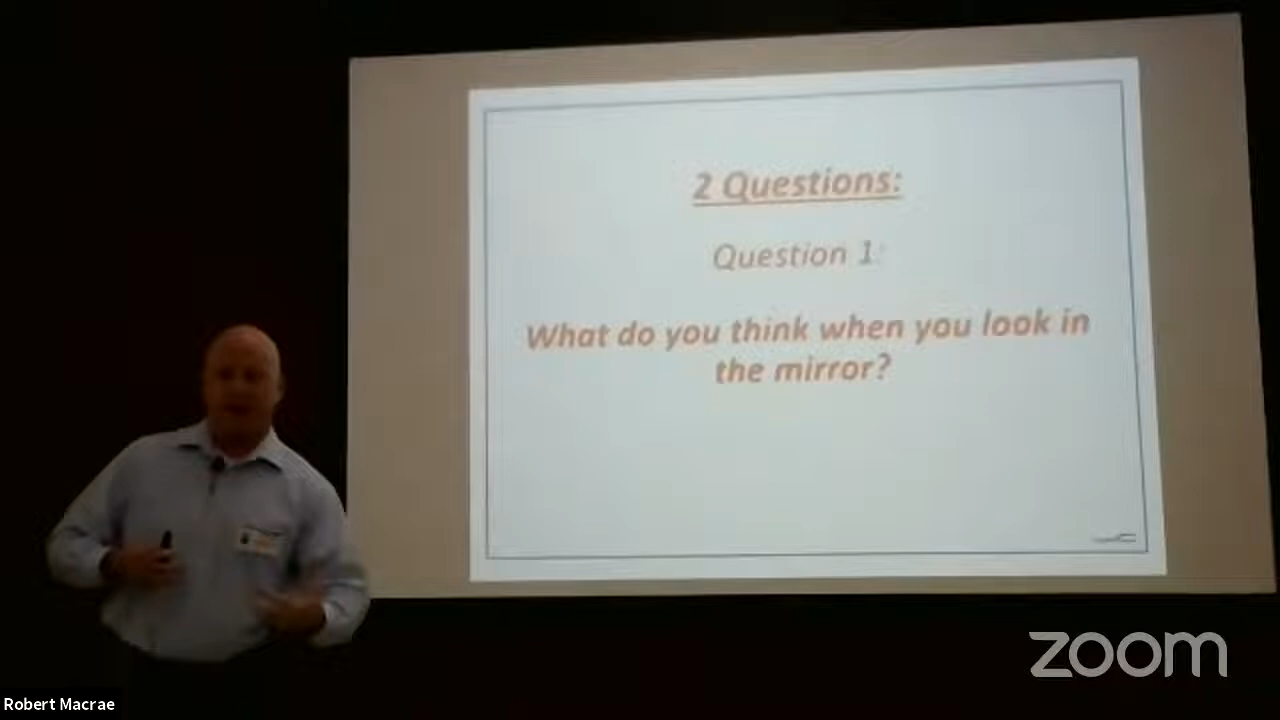 2 Questions:
Question 1:
What do you think when you look in
the mirror?
zoom
Robert Macrae